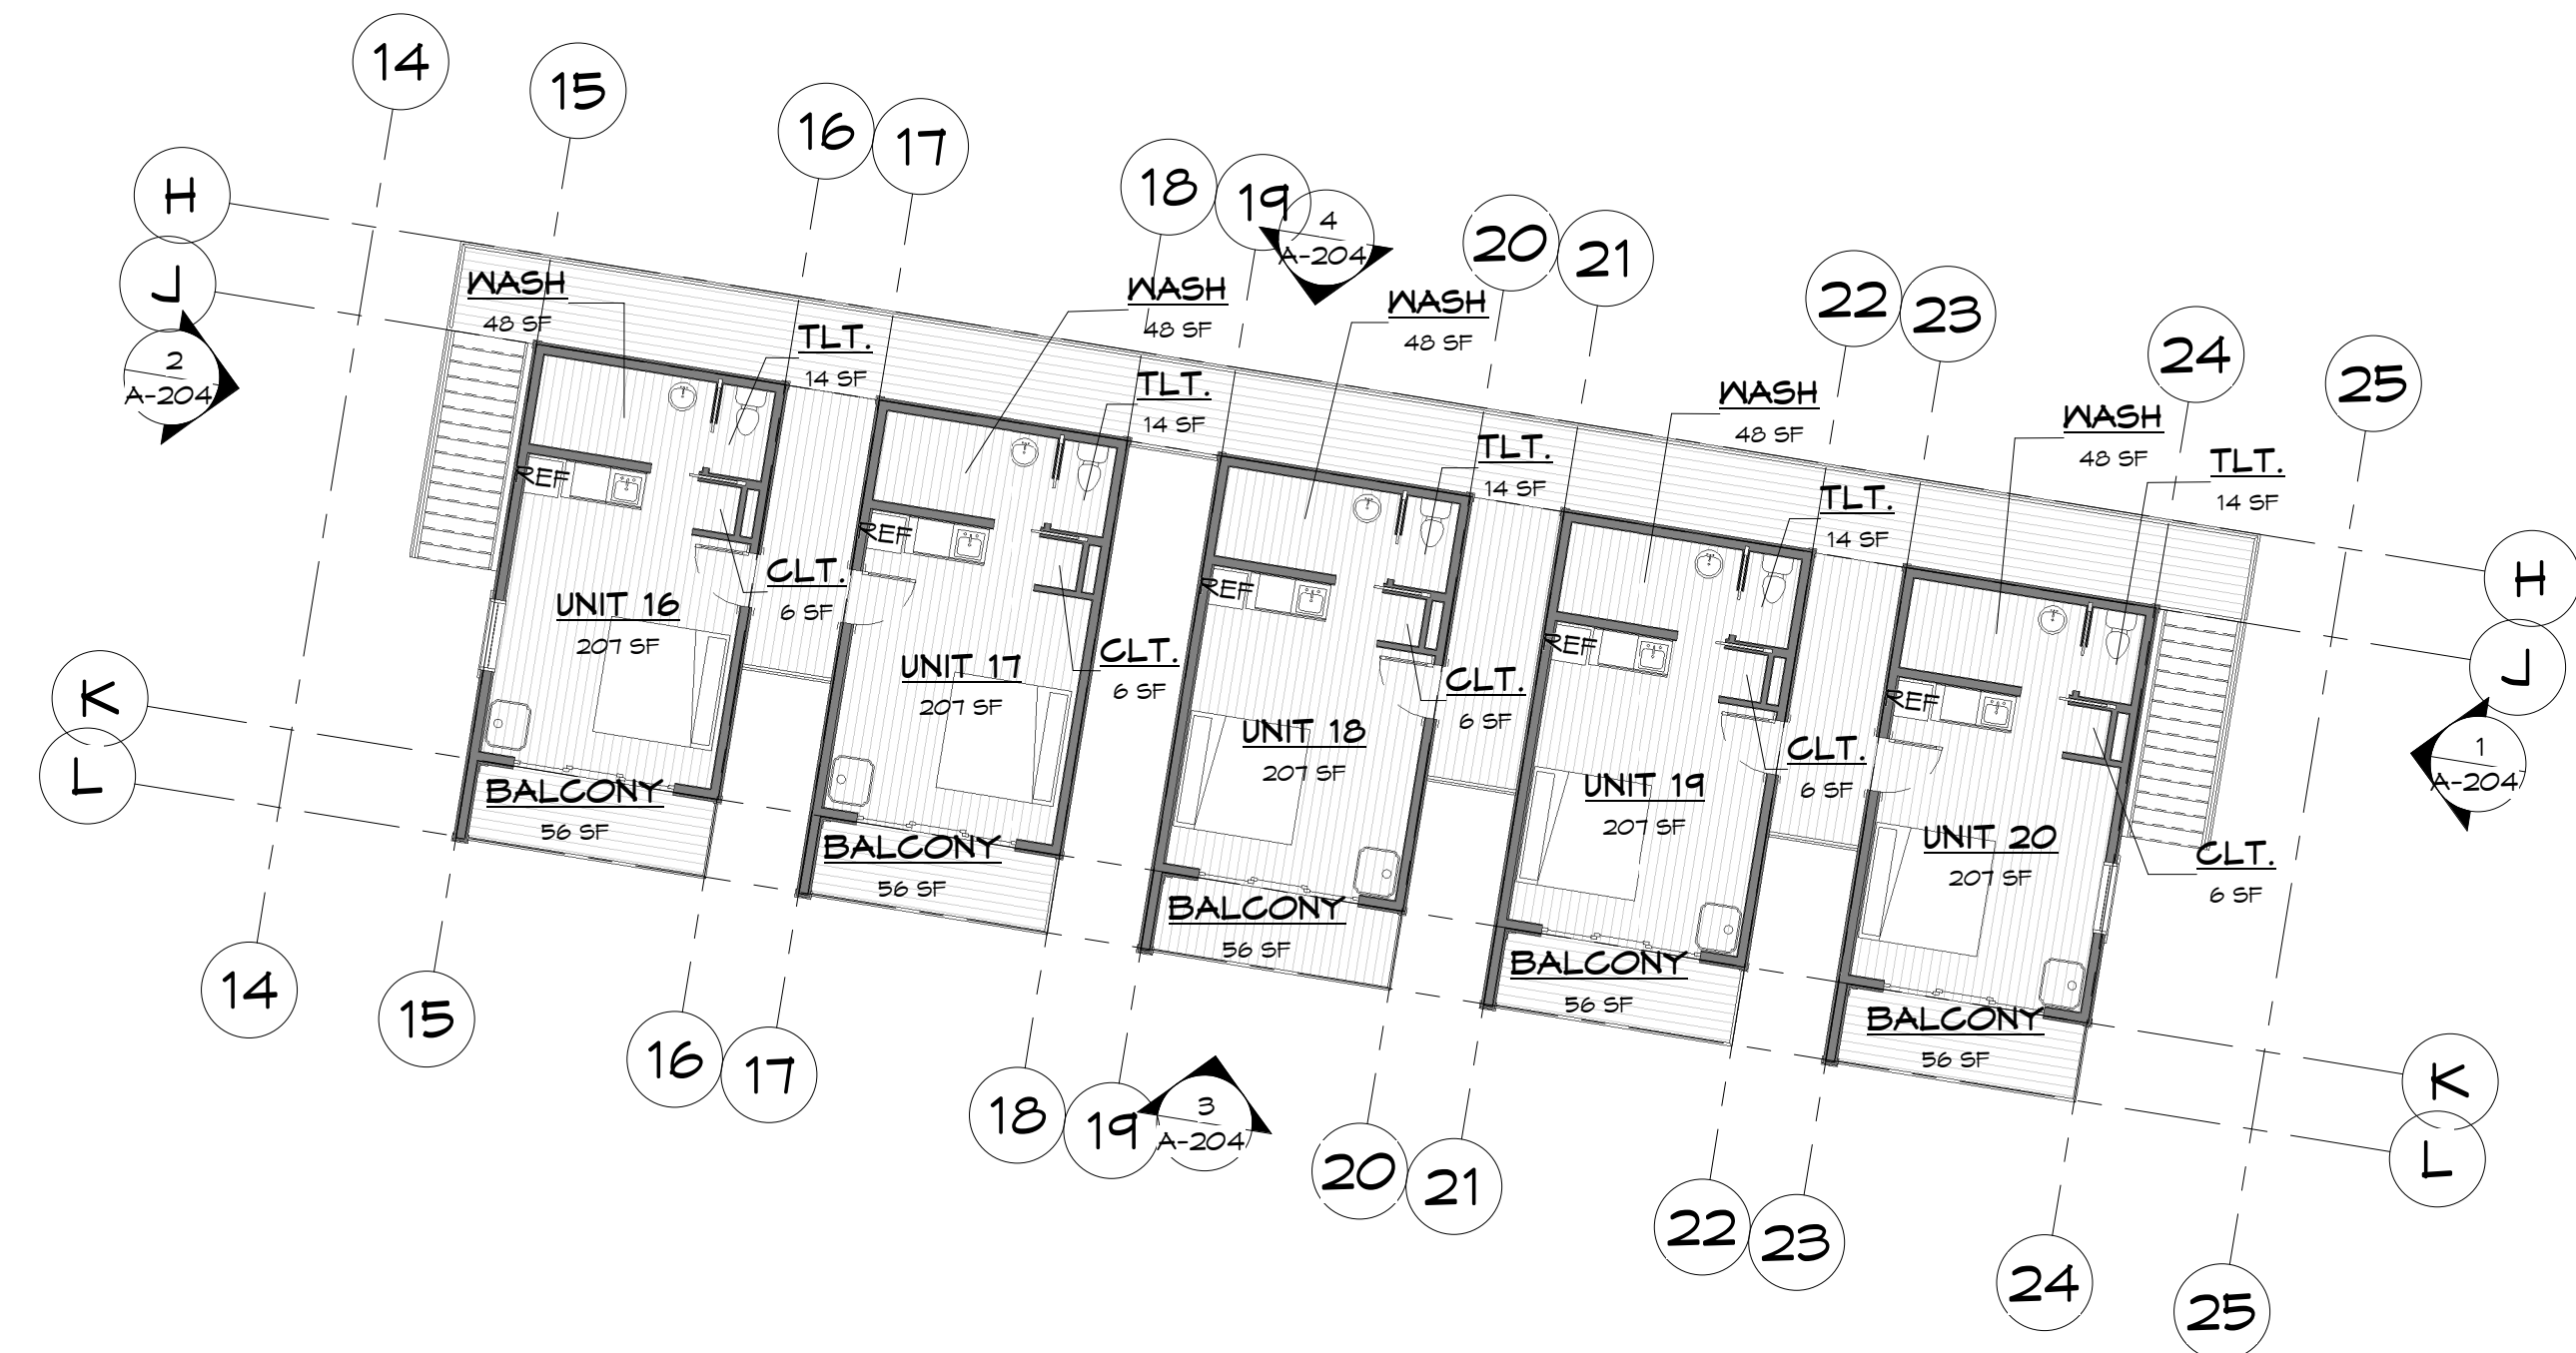 14
15
16
17
18
19
4
A-204
20
21
22
23
24
25
H
J
2
A-204
WASH
48 SF
TLT.
14 SF
WASH
48 SF
TLT.
14 SF
WASH
48 SF
TLT.
14 SF
WASH
48 SF
TLT.
14 SF
WASH
48 SF
TLT.
14 SF
REF
REF
REF
REF
REF
CLT.
6 SF
CLT.
6 SF
CLT.
6 SF
CLT.
6 SF
CLT.
6 SF
UNIT 16
207 SF
UNIT 17
207 SF
UNIT 18
207 SF
UNIT 19
207 SF
UNIT 20
207 SF
H
J
1
A-204
K
L
BALCONY
56 SF
BALCONY
56 SF
BALCONY
56 SF
BALCONY
56 SF
BALCONY
56 SF
K
L
14
15
16
17
18
19
3
A-204
20
21
22
23
24
25